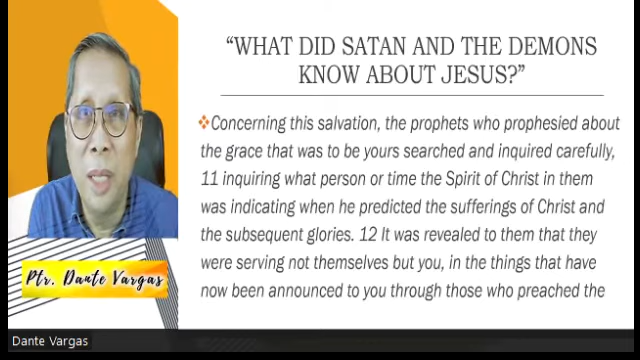 “WHAT DID SATAN AND THE DEMONS
KNOW ABOUT JESUS?”
❖Concerning this salvation, the prophets who prophesied about
the grace that was to be yours searched and inquired carefully,
11 inquiring what person or time the Spirit of Christ in them
was indicating when he predicted the sufferings of Christ and
the subsequent glories. 12 It was revealed to them that they
were serving not themselves but you, in the things that have
now been announced to you through those who preached the
Ptr. Dante Vargas
Dante Vargas